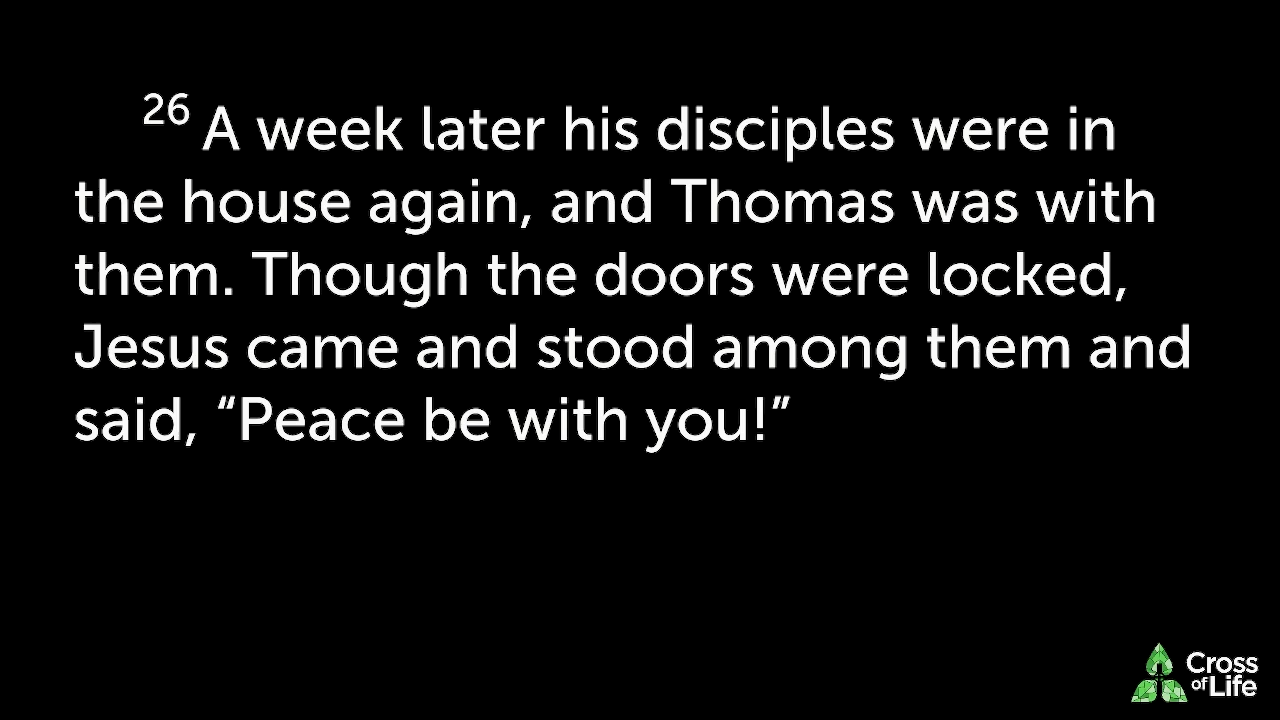 26 A week later his disciples were in
the house again, and Thomas was with
them. Though the doors were locked,
Jesus came and stood among them and
said, “Peace be with you!”
Cross
of Life